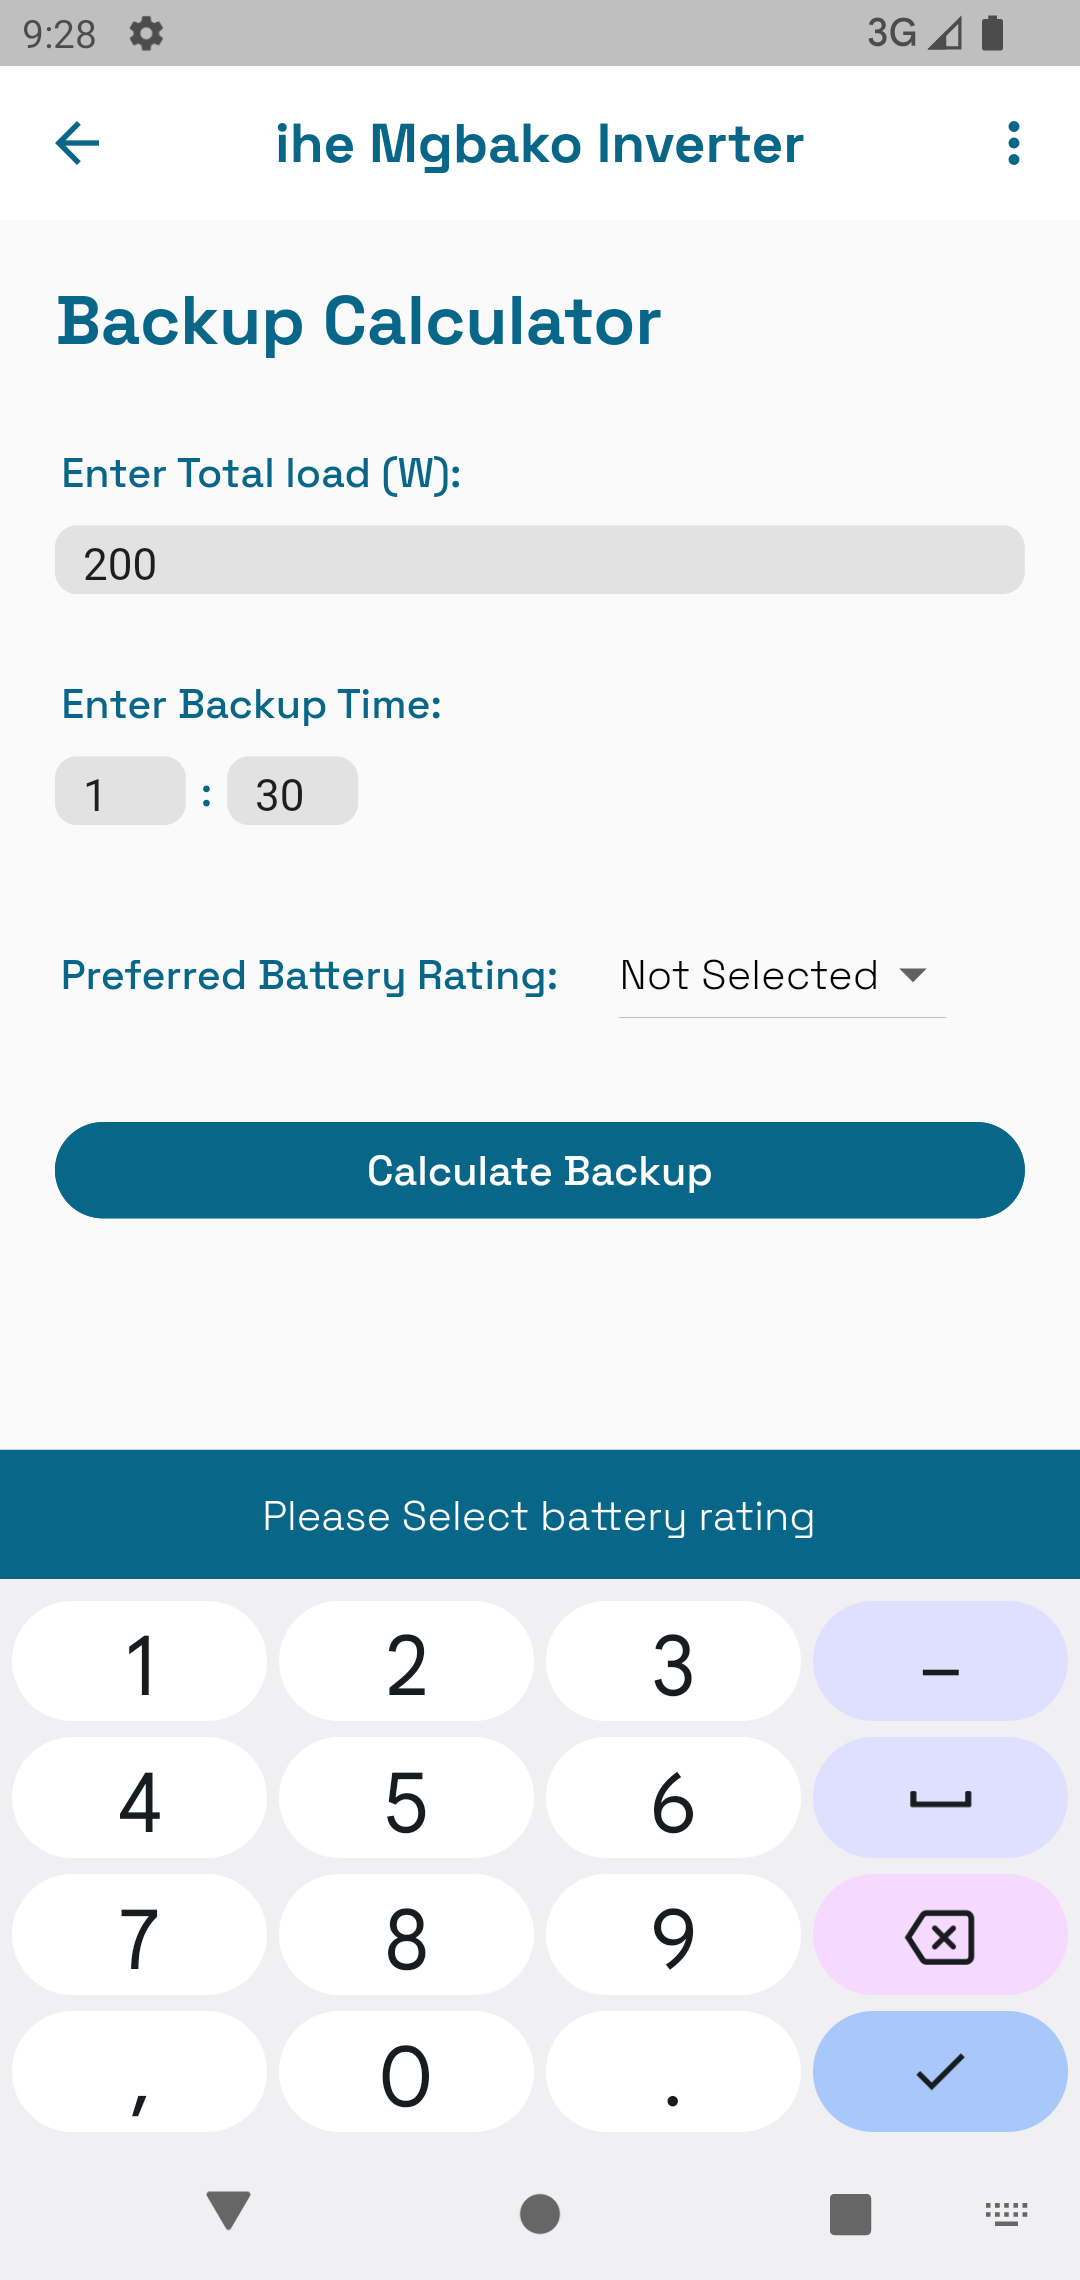 9:28
3G
ihe Mgbako Inverter
Backup Calculator
Enter Total load (W):
200
Enter Backup Time:
1 : 30
Preferred Battery Rating: Not Selected
Calculate Backup
Please Select battery rating
1 2 3 –
4 5 6
7 8 9
, 0 .